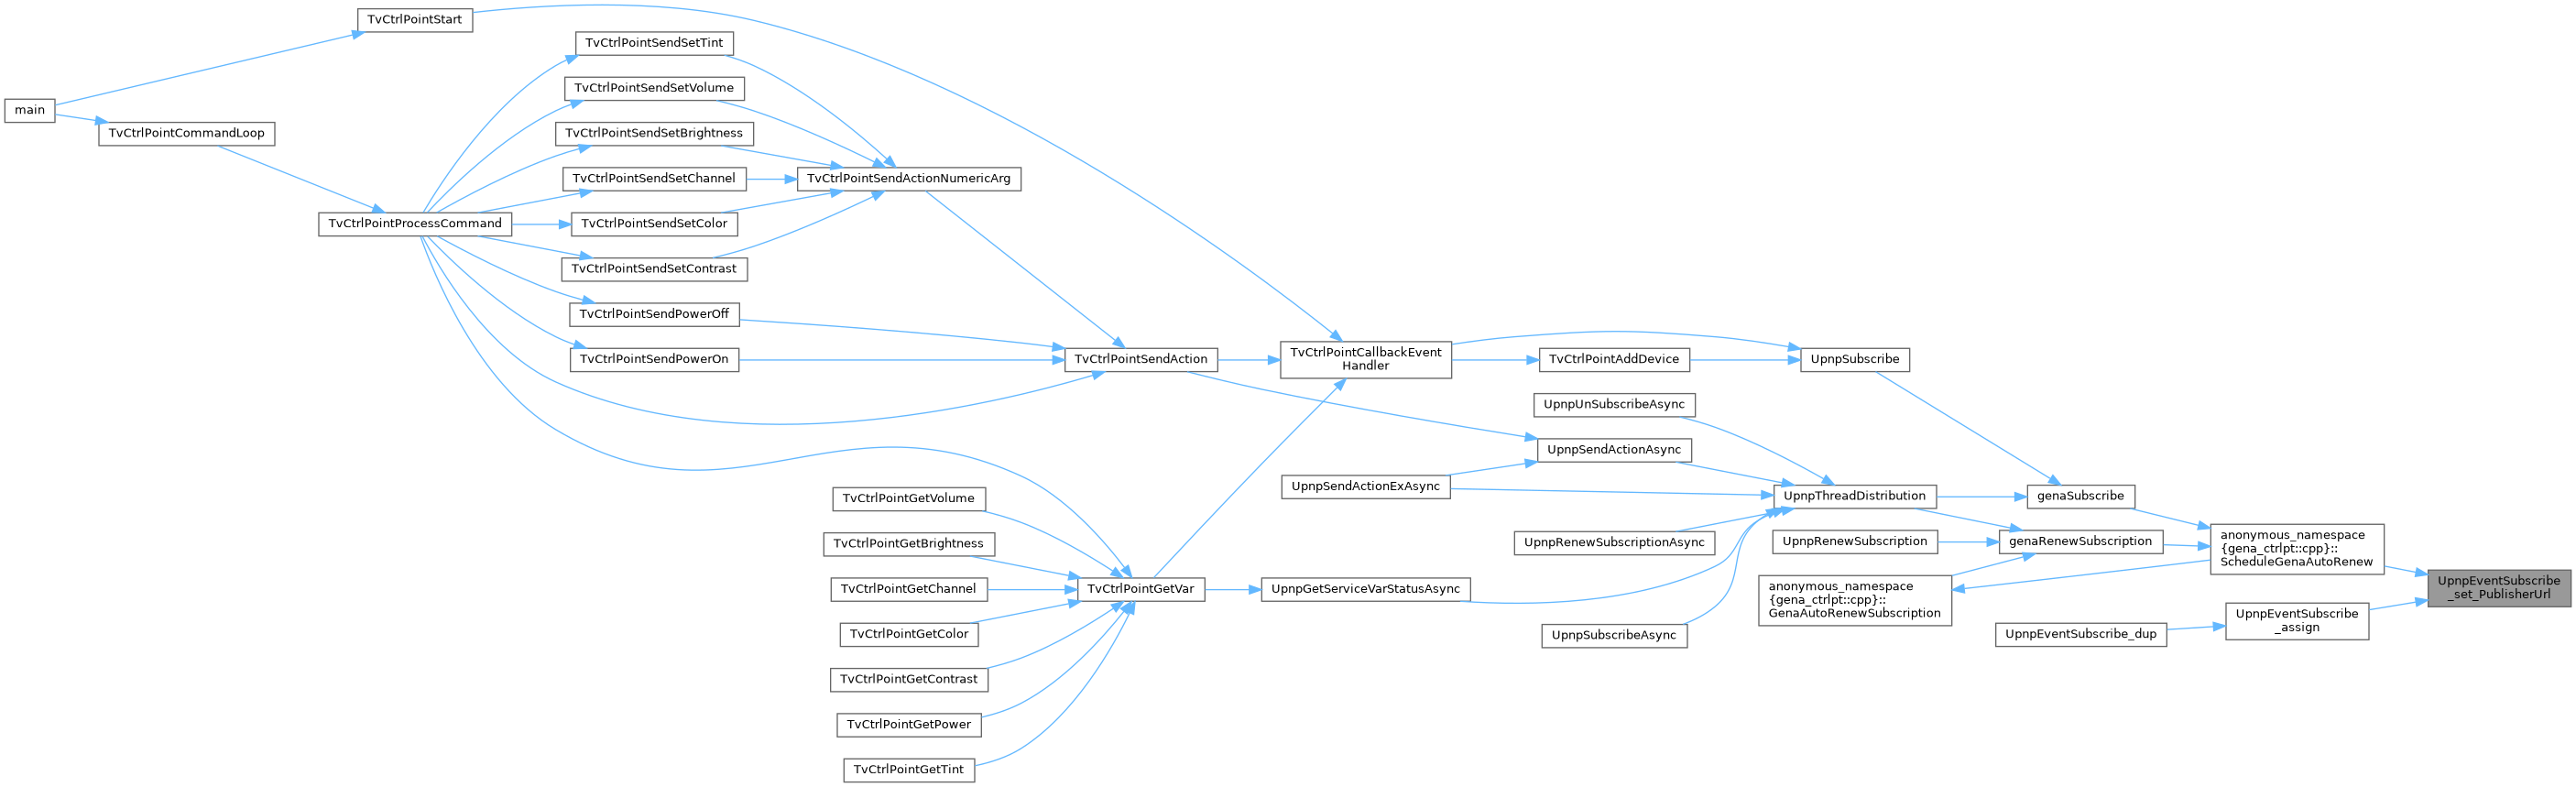 main
TvCtrlPointStart
TvCtrlPointCommandLoop
TvCtrlPointProcessCommand
TvCtrlPointSendSetTint
TvCtrlPointSendSetVolume
TvCtrlPointSendSetBrightness
TvCtrlPointSendSetChannel
TvCtrlPointSendSetColor
TvCtrlPointSendSetContrast
TvCtrlPointSendPowerOff
TvCtrlPointSendPowerOn
TvCtrlPointSendActionNumericArg
TvCtrlPointSendAction
TvCtrlPointGetVolume
TvCtrlPointGetBrightness
TvCtrlPointGetChannel
TvCtrlPointGetColor
TvCtrlPointGetContrast
TvCtrlPointGetPower
TvCtrlPointGetTint
TvCtrlPointGetVar
TvCtrlPointCallbackEvent
Handler
UpnpSendActionExAsync
UpnpGetServiceVarStatusAsync
TvCtrlPointAddDevice
UpnpUnSubscribeAsync
UpnpSendActionAsync
UpnpRenewSubscriptionAsync
UpnpSubscribeAsync
UpnpSubscribe
UpnpThreadDistribution
UpnpRenewSubscription
anonymous_namespace
{gena_ctrlpt::cpp}::
GenaAutoRenewSubscription
genaSubscribe
genaRenewSubscription
UpnpEventSubscribe_dup
anonymous_namespace
{gena_ctrlpt::cpp}::
ScheduleGenaAutoRenew
UpnpEventSubscribe
_assign
UpnpEventSubscribe
_set_PublisherUrl